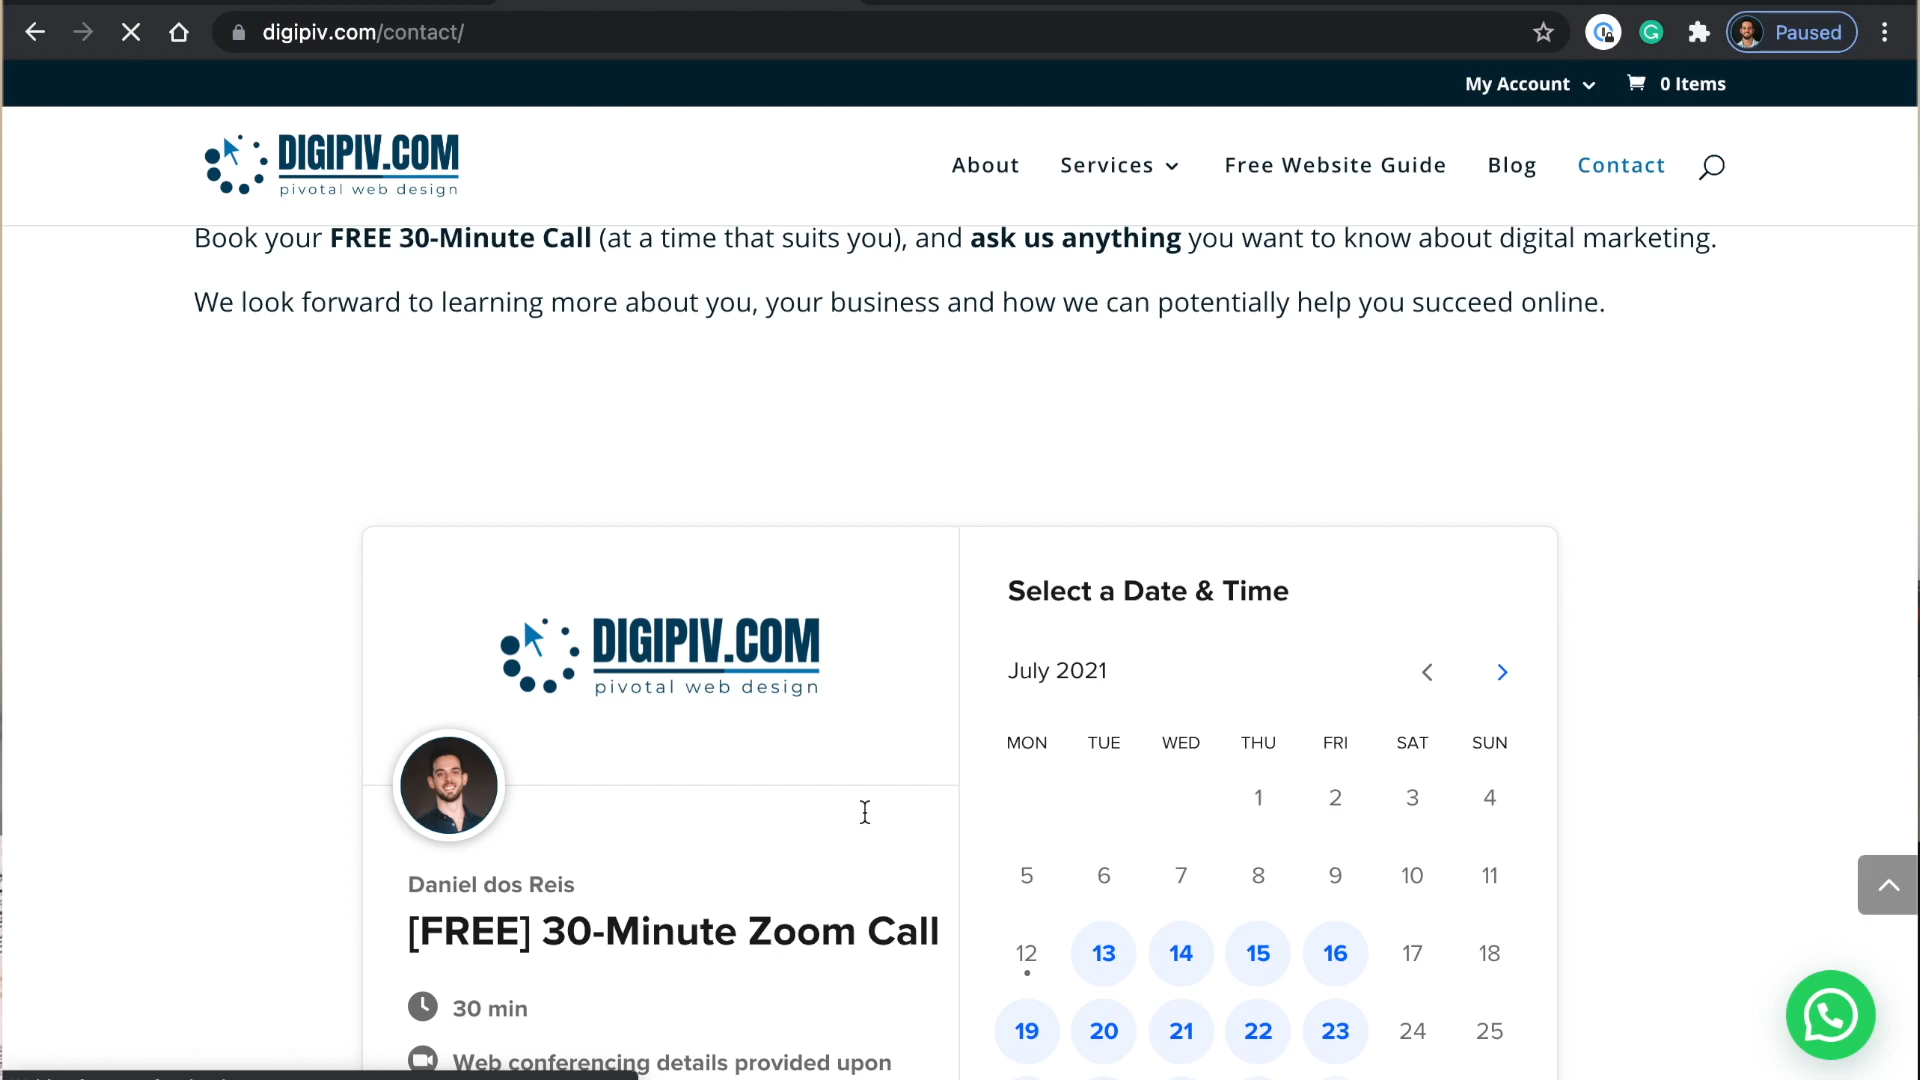 digipiv.com/contact/
Paused
My Account
0 Items
DIGIPIV.COM
pivotal web design
About Services Free Website Guide Blog Contact
Book your FREE 30-Minute Call (at a time that suits you), and ask us anything you want to know about digital marketing.
We look forward to learning more about you, your business and how we can potentially help you succeed online.
DIGIPIV.COM
pivotal web design
Daniel dos Reis
[FREE] 30-Minute Zoom Call
30 min
Web conferencing details provided upon
Select a Date & Time
July 2021
MON TUE WED THU FRI SAT SUN
1 2 3 4
5 6 7 8 9 10 11
12 13 14 15 16 17 18
19 20 21 22 23 24 25